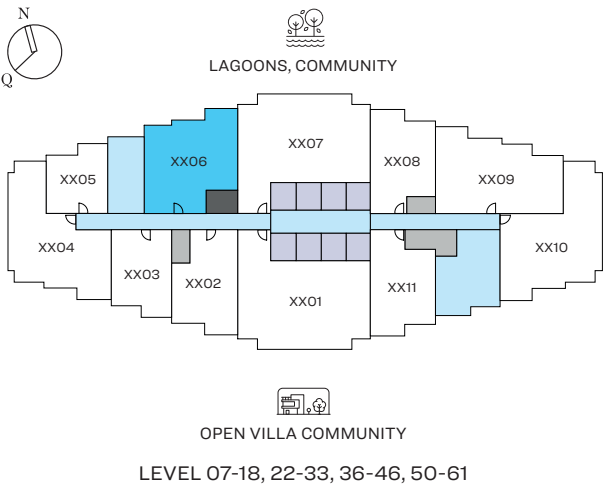 N
Q
LAGOONS, COMMUNITY
XX07
XX06
XX08
XX05
XX09
XX04
XX10
XX03
XX02
XX01
XX11
OPEN VILLA COMMUNITY
LEVEL 07-18, 22-33, 36-46, 50-61